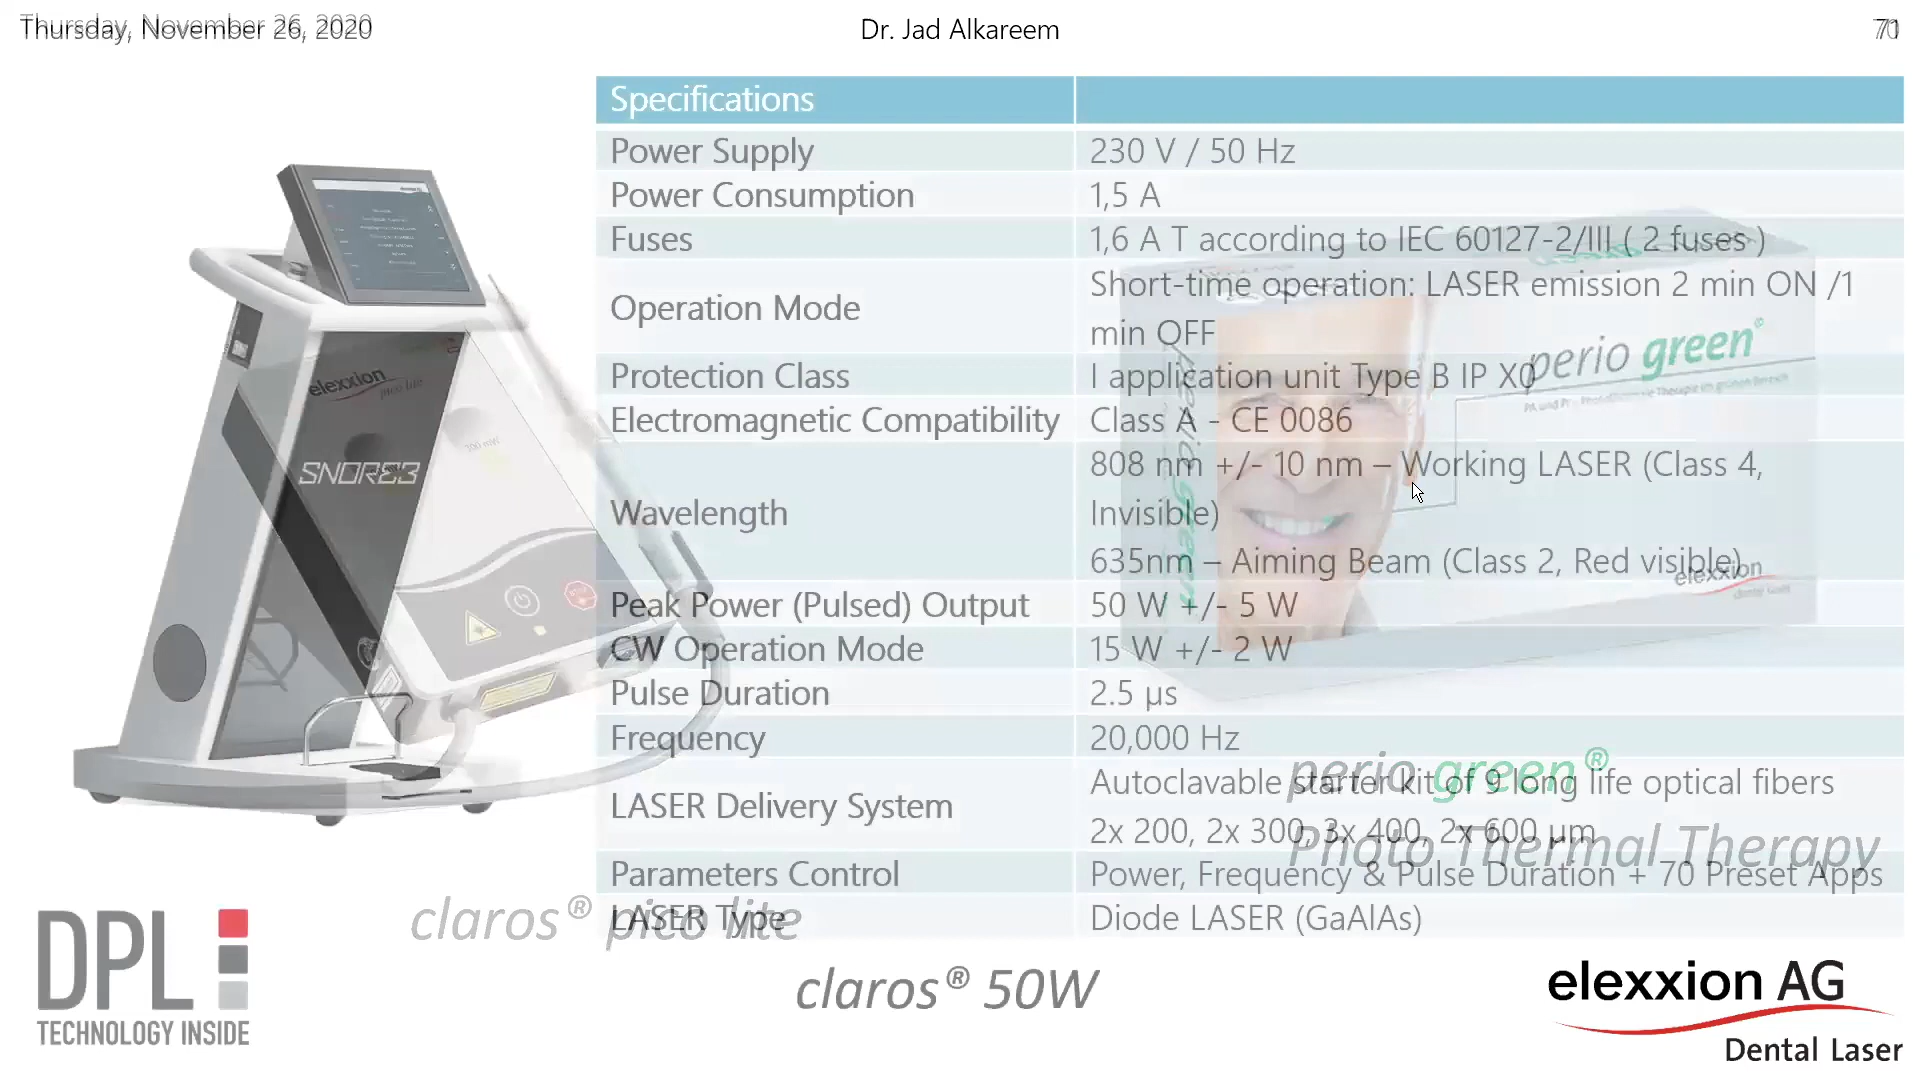 Thursday, November 26, 2020
Dr. Jad Alkareem
Specifications
Power Supply 230 V / 50 Hz
Power Consumption 1,5 A
Fuses 1,6 A T according to IEC 60127-2/III ( 2 fuses )
Operation Mode Short-time operation: LASER emission 2 min ON /1
min OFF
Protection Class I application unit Type B IP X0
Electromagnetic Compatibility Class A - CE 0086
Wavelength 808 nm +/- 10 nm – Working LASER (Class 4,
Invisible)
635nm – Aiming Beam (Class 2, Red visible)
Peak Power (Pulsed) Output 50 W +/- 5 W
CW Operation Mode 15 W +/- 2 W
Pulse Duration 2.5 µs
Frequency 20,000 Hz
LASER Delivery System Autoclavable starter kit of 9 long life optical fibers
2x 200, 2x 300, 3x 400, 2x 600 µm
Parameters Control Power, Frequency & Pulse Duration + 70 Preset Apps
LASER Type Diode LASER (GaAlAs)
elexxion
pico lite
perio green®
perio green
elexxion
dental laser
perio green®
Photo Thermal Therapy
claros® pico lite
claros® 50W
DPL
TECHNOLOGY INSIDE
elexxion AG
Dental Laser